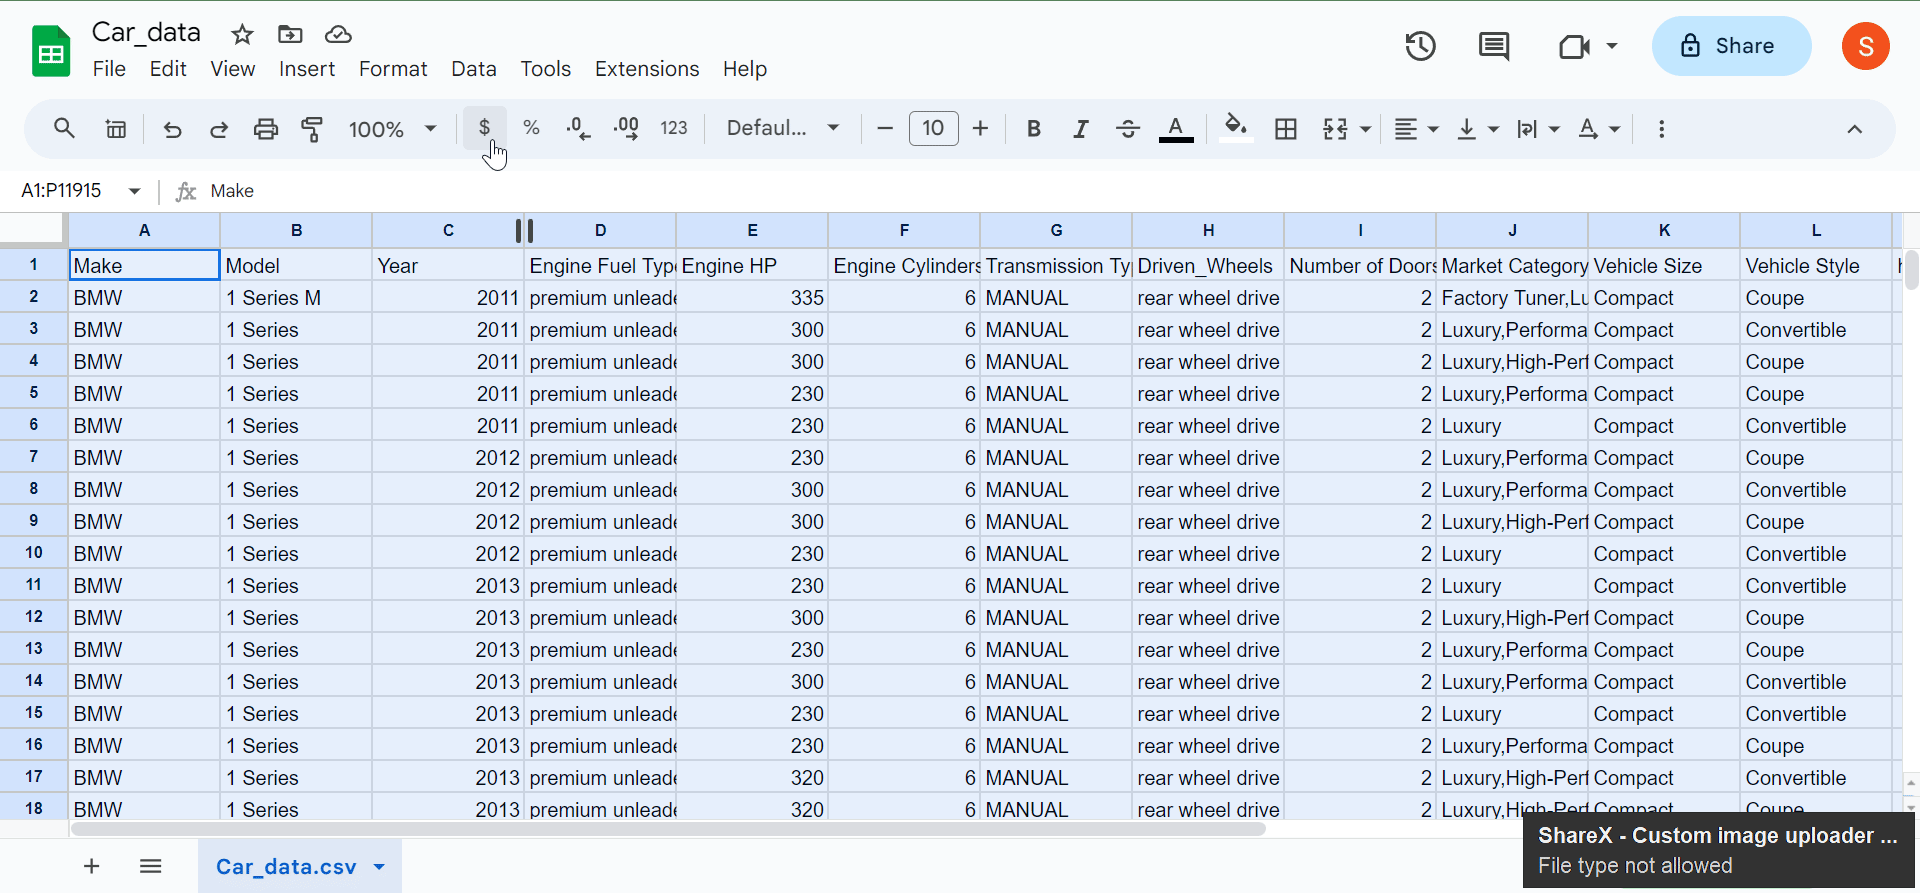 Car_data
File Edit View Insert Format Data Tools Extensions Help
Share
S
100% $ % .0 .00 123 Defaul... 10 B I A A
A1:P11915 fx Make
A B C D E F G H I J K L
1 Make Model Year Engine Fuel Typ Engine HP Engine Cylinders Transmission Ty Driven_Wheels Number of Doors Market Category Vehicle Size Vehicle Style
2 BMW 1 Series M 2011 premium unlead 335 6 MANUAL rear wheel drive 2 Factory Tuner,Lu Compact Coupe
3 BMW 1 Series 2011 premium unlead 300 6 MANUAL rear wheel drive 2 Luxury,Performa Compact Convertible
4 BMW 1 Series 2011 premium unlead 300 6 MANUAL rear wheel drive 2 Luxury,High-Perf Compact Coupe
5 BMW 1 Series 2011 premium unlead 230 6 MANUAL rear wheel drive 2 Luxury,Performa Compact Coupe
6 BMW 1 Series 2011 premium unlead 230 6 MANUAL rear wheel drive 2 Luxury Compact Convertible
7 BMW 1 Series 2012 premium unlead 230 6 MANUAL rear wheel drive 2 Luxury,Performa Compact Coupe
8 BMW 1 Series 2012 premium unlead 300 6 MANUAL rear wheel drive 2 Luxury,Performa Compact Convertible
9 BMW 1 Series 2012 premium unlead 300 6 MANUAL rear wheel drive 2 Luxury,High-Perf Compact Coupe
10 BMW 1 Series 2012 premium unlead 230 6 MANUAL rear wheel drive 2 Luxury Compact Convertible
11 BMW 1 Series 2013 premium unlead 230 6 MANUAL rear wheel drive 2 Luxury Compact Convertible
12 BMW 1 Series 2013 premium unlead 300 6 MANUAL rear wheel drive 2 Luxury,High-Perf Compact Coupe
13 BMW 1 Series 2013 premium unlead 230 6 MANUAL rear wheel drive 2 Luxury,Performa Compact Coupe
14 BMW 1 Series 2013 premium unlead 300 6 MANUAL rear wheel drive 2 Luxury,Performa Compact Convertible
15 BMW 1 Series 2013 premium unlead 230 6 MANUAL rear wheel drive 2 Luxury Compact Convertible
16 BMW 1 Series 2013 premium unlead 230 6 MANUAL rear wheel drive 2 Luxury,Performa Compact Coupe
17 BMW 1 Series 2013 premium unlead 320 6 MANUAL rear wheel drive 2 Luxury,High-Perf Compact Convertible
18 BMW 1 Series 2013 premium unlead 320 6 MANUAL rear wheel drive 2 Luxury,High-Perf Compact Coupe
ShareX - Custom image uploader ...
File type not allowed
Car_data.csv